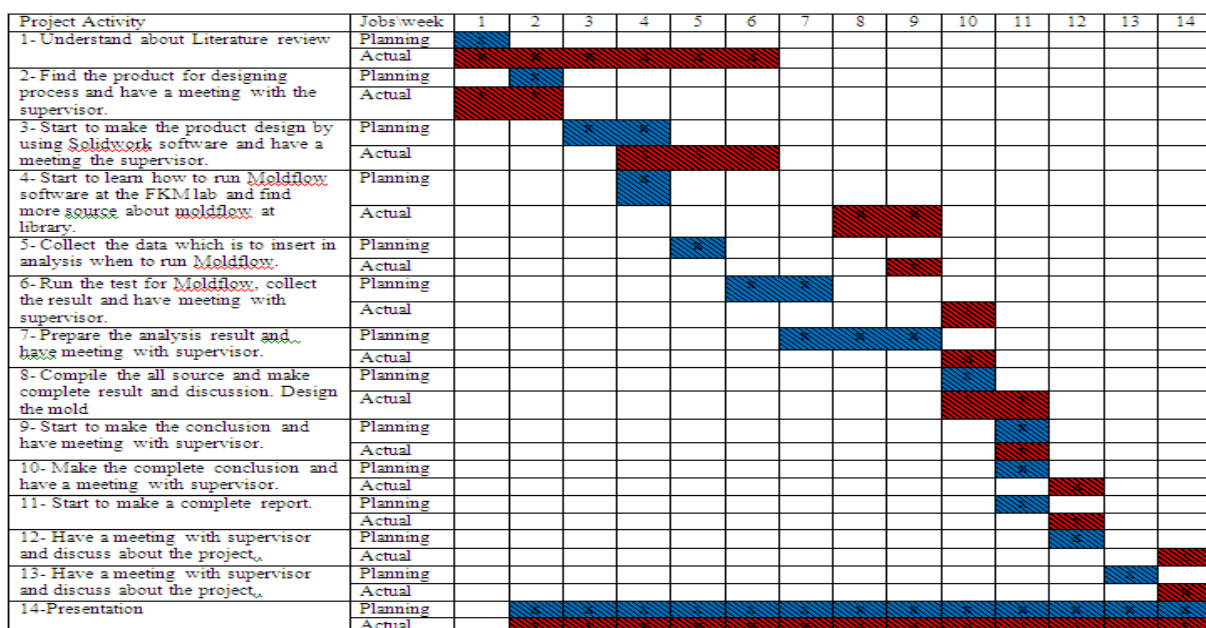 Project Activity Jobs\week 1 2 3 4 5 6 7 8 9 10 11 12 13 14
1- Understand about Literature review Planning
Actual
2- Find the product for designing Planning
process and have a meeting with the Actual
supervisor.
3- Start to make the product design by Planning
using Solidwork software and have a
meeting the supervisor. Actual
4- Start to learn how to run Moldflow Planning
software at the FKM lab and find
more source about moldflow at Actual
library.
5- Collect the data which is to insert in Planning
analysis when to run Moldflow. Actual
6- Run the test for Moldflow, collect Planning
the result and have meeting with Actual
supervisor.
7- Prepare the analysis result and Planning
have meeting with supervisor. Actual
8- Compile the all source and make Planning
complete result and discussion. Design Actual
the mold
9- Start to make the conclusion and Planning
have meeting with supervisor. Actual
10- Make the complete conclusion and Planning
have a meeting with supervisor. Actual
11- Start to make a complete report. Planning
Actual
12- Have a meeting with supervisor Planning
and discuss about the project.. Actual
13- Have a meeting with supervisor Planning
and discuss about the project.. Actual
14-Presentation Planning
Actual